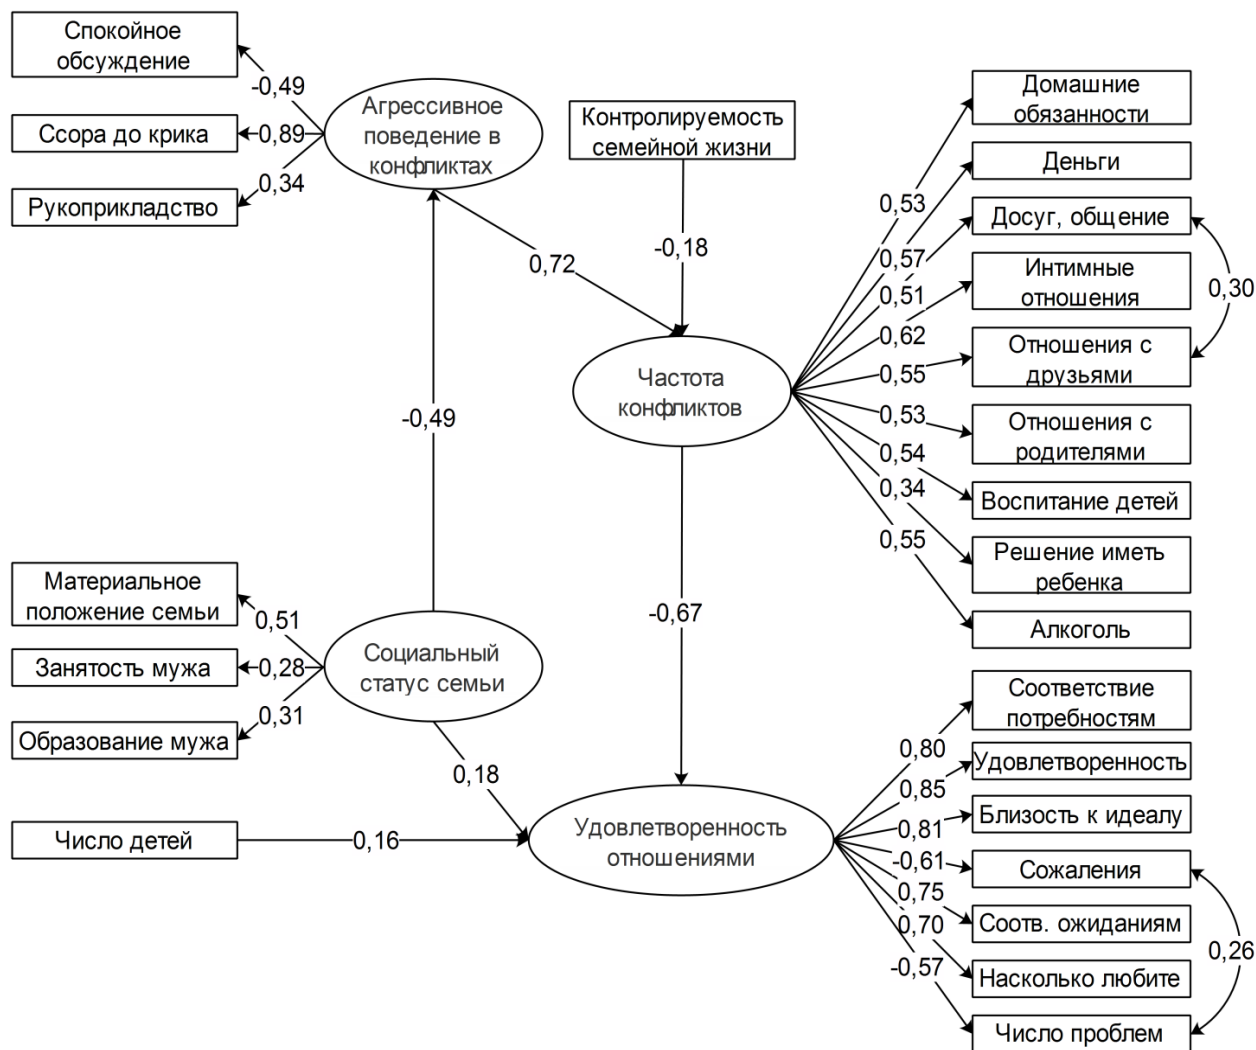 Спокойное
обсуждение
-0,49
Ссора до крика
0,89
Рукоприкладство
0,34
Агрессивное
поведение в
конфликтах
Контролируемость
семейной жизни
-0,18
0,72
-0,49
Частота
конфликтов
Домашние
обязанности
0,53
Деньги
0,57
Досуг, общение
0,51
Интимные
отношения
0,62
Отношения с
друзьями
0,55
0,30
Отношения с
родителями
0,53
Воспитание детей
0,54
Решение иметь
ребенка
0,34
Алкоголь
0,55
-0,67
Материальное
положение семьи
0,51
Занятость мужа
0,28
Образование мужа
0,31
Социальный
статус семьи
0,18
Число детей
0,16
Удовлетворенность
отношениями
Соответствие
потребностям
0,80
Удовлетворенность
0,85
Близость к идеалу
0,81
Сожаления
-0,61
Соотв. ожиданиям
0,75
Насколько любите
0,70
Число проблем
-0,57
0,26